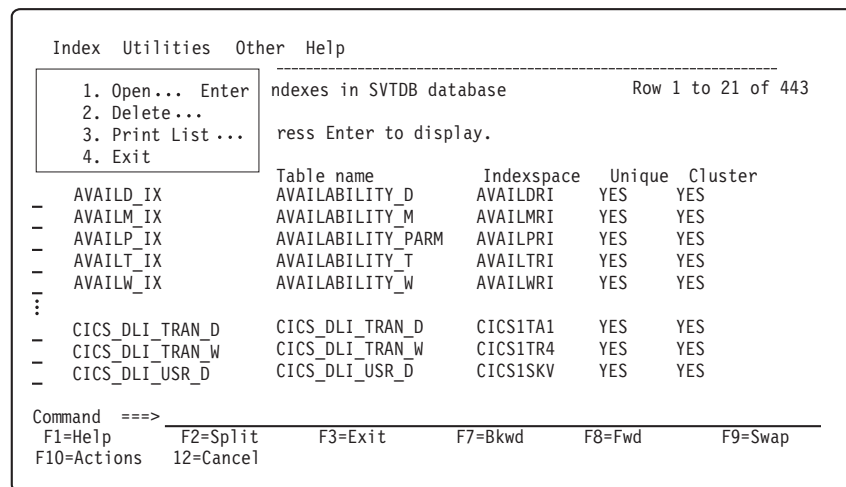 Index Utilities Other Help
1. Open... Enter ndexes in SVTDB database Row 1 to 21 of 443
2. Delete...
3. Print List ... ress Enter to display.
4. Exit
Table name Indexspace Unique Cluster
_ AVAILD_IX AVAILABILITY_D AVAILDRI YES YES
_ AVAILM_IX AVAILABILITY_M AVAILMRI YES YES
_ AVAILP_IX AVAILABILITY_PARM AVAILPRI YES YES
_ AVAILT_IX AVAILABILITY_T AVAILTRI YES YES
_ AVAILW_IX AVAILABILITY_W AVAILWRI YES YES
⋮
_ CICS_DLI_TRAN_D CICS_DLI_TRAN_D CICS1TA1 YES YES
_ CICS_DLI_TRAN_W CICS_DLI_TRAN_W CICS1TR4 YES YES
_ CICS_DLI_USR_D CICS_DLI_USR_D CICS1SKV YES YES
Command ===>
F1=Help F2=Split F3=Exit F7=Bkwd F8=Fwd F9=Swap
F10=Actions 12=Cancel